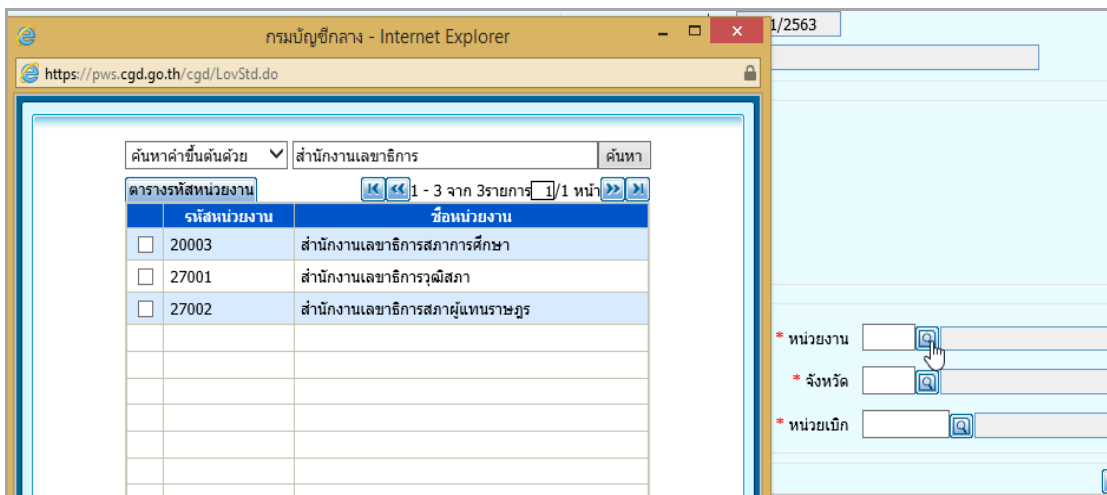 กรมบัญชีกลาง - Internet Explorer
https://pws.cgd.go.th/cgd/LovStd.do
ค้นหาคำขึ้นต้นด้วย สำนักงานเลขาธิการ ค้นหา
ตารางรหัสหน่วยงาน 1 - 3 จาก 3รายการ 1/1 หน้า
รหัสหน่วยงาน ชื่อหน่วยงาน
20003 สำนักงานเลขาธิการสภาการศึกษา
27001 สำนักงานเลขาธิการวุฒิสภา
27002 สำนักงานเลขาธิการสภาผู้แทนราษฎร
1/2563
* หน่วยงาน
* จังหวัด
* หน่วยเบิก